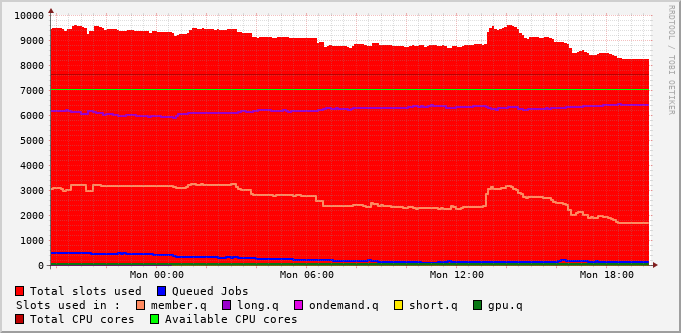 10000
9000
8000
7000
6000
5000
4000
3000
2000
1000
0
Mon 00:00 Mon 06:00 Mon 12:00 Mon 18:00
Total slots used Queued Jobs
Slots used in : member.q long.q ondemand.q short.q gpu.q
Total CPU cores Available CPU cores
RRDTOOL / TOBI OETIKER